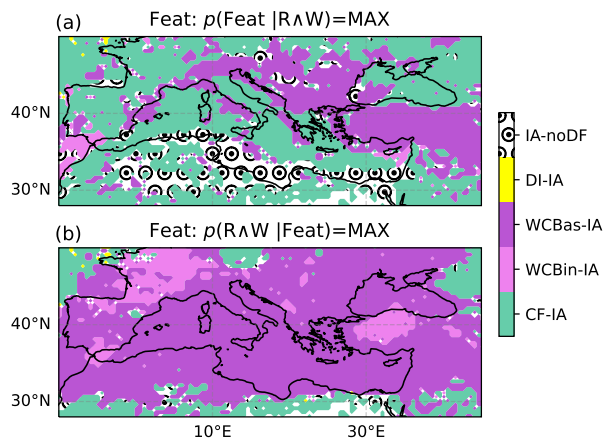 (a) Feat: p(Feat |R∧W)=MAX
40°N
30°N
(b) Feat: p(R∧W |Feat)=MAX
40°N
30°N
10°E 30°E
IA-noDF
DI-IA
WCBas-IA
WCBin-IA
CF-IA